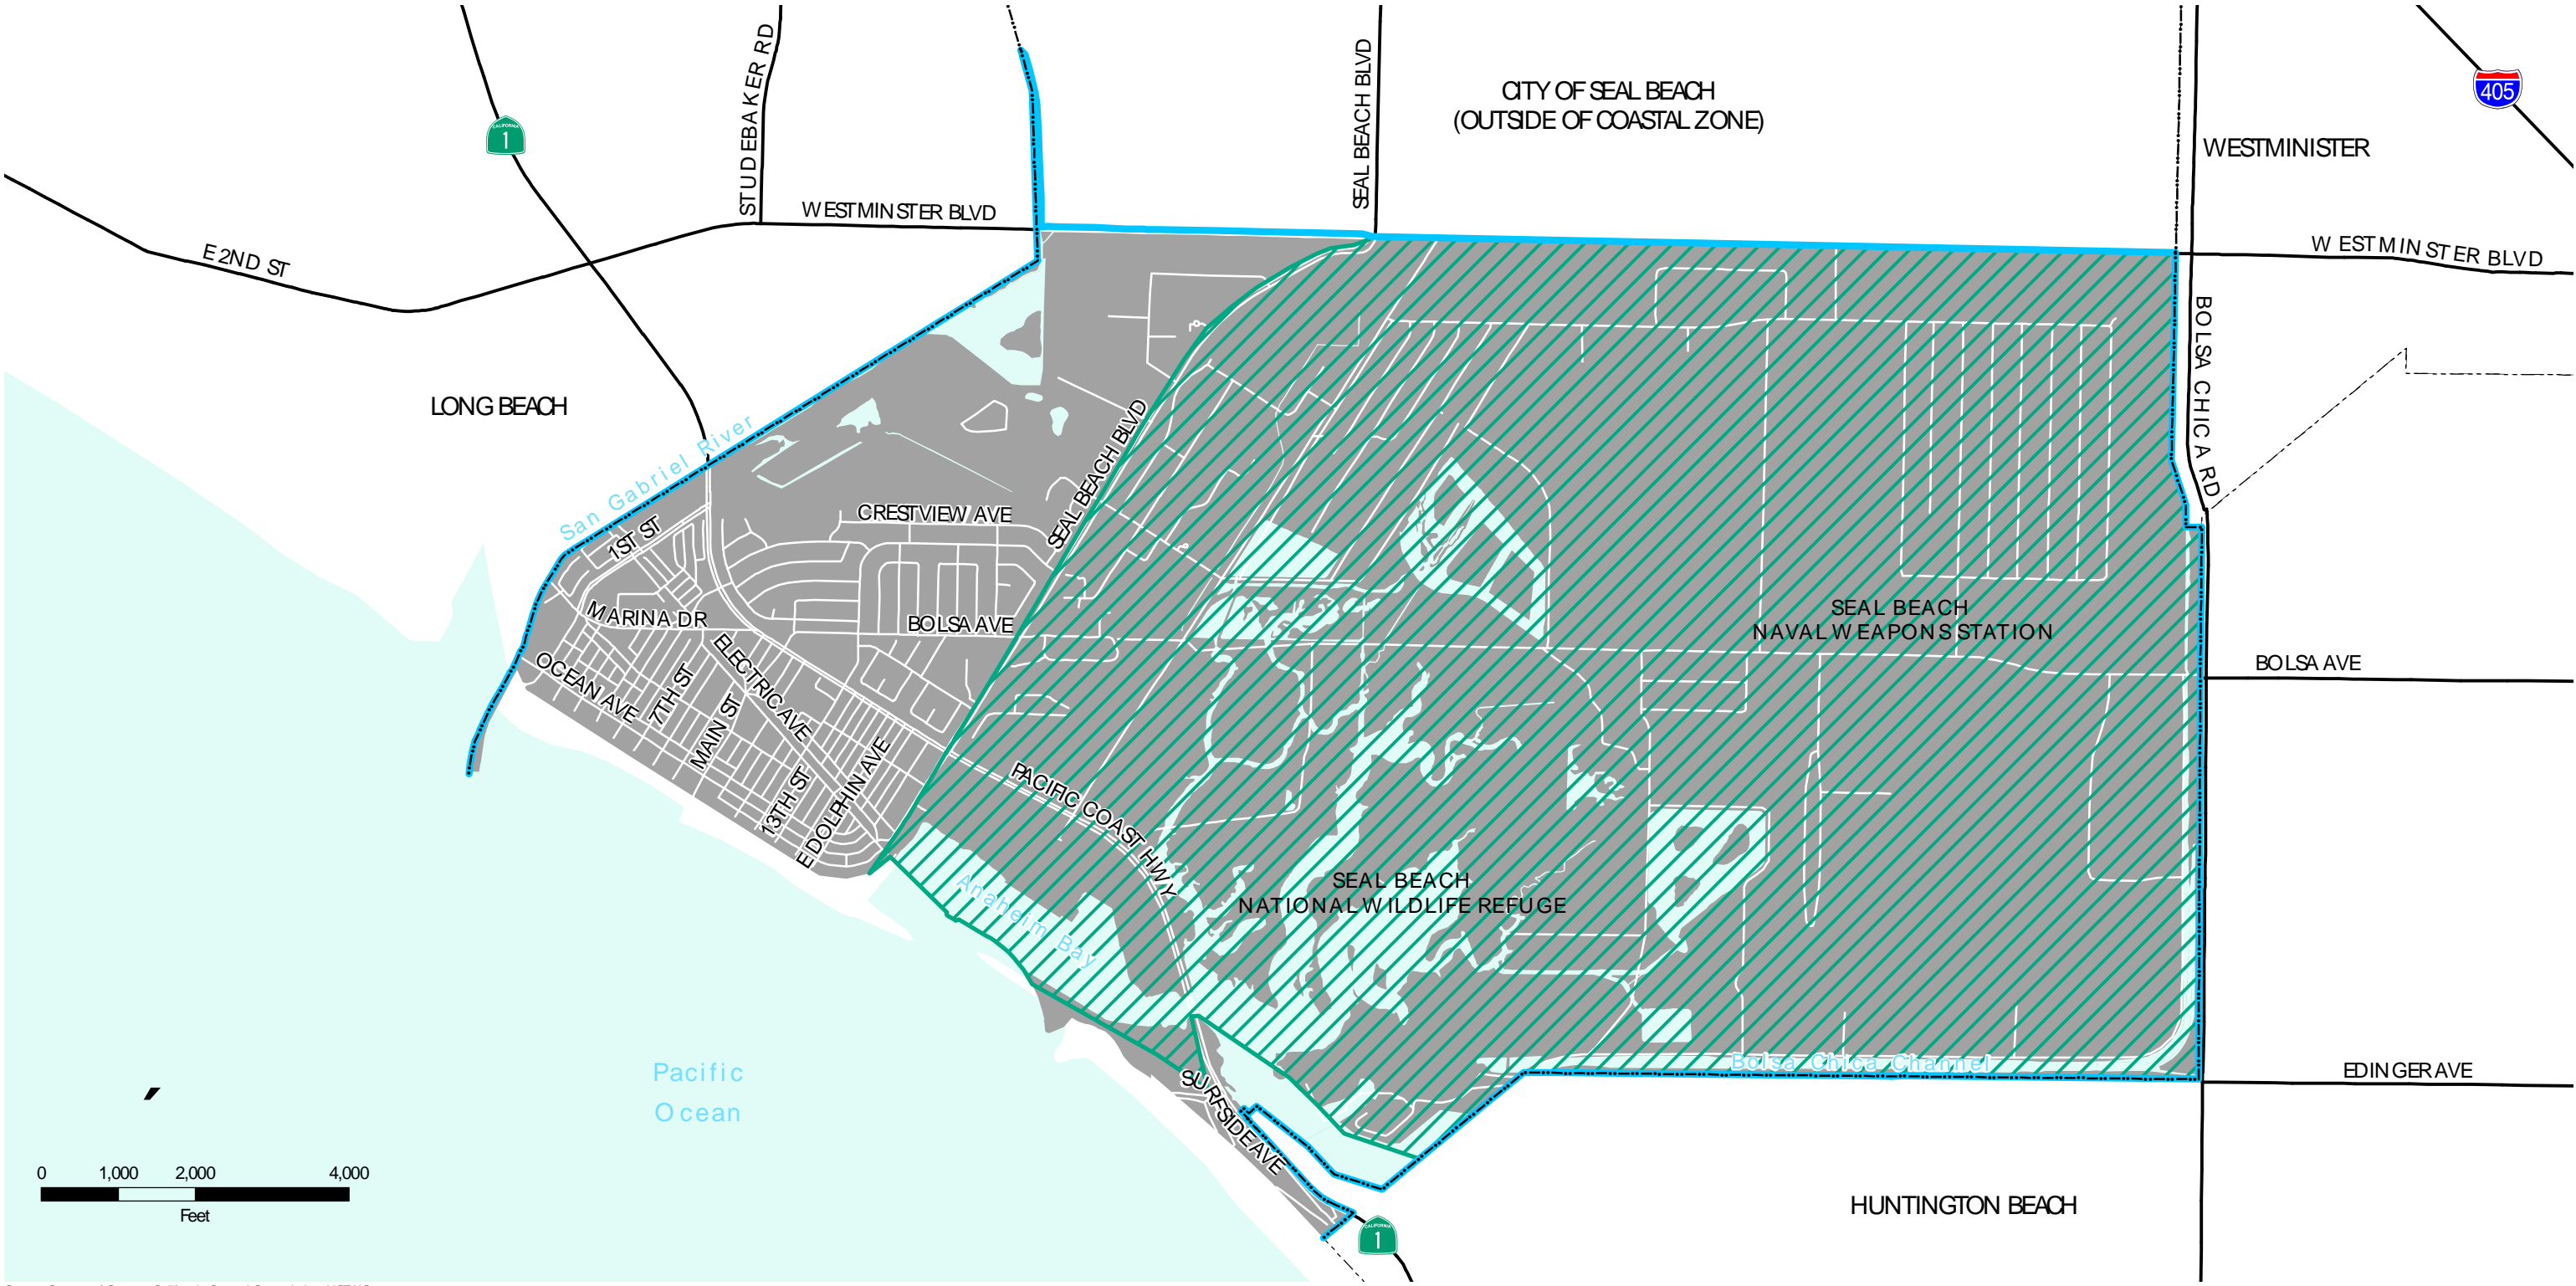 STUDEBAKER RD
SEAL BEACH BLVD
CITY OF SEAL BEACH
(OUTSIDE OF COASTAL ZONE)
405
CALIFORNIA
1
WESTMINISTER
WESTMINSTER BLVD
E 2ND ST
WESTMINSTER BLVD
BOLSA CHICA RD
LONG BEACH
San Gabriel River
SEAL BEACH BLVD
CRESTVIEW AVE
1ST ST
MARINA DR
BOLSA AVE
SEAL BEACH
NAVAL WEAPONS STATION
ELECTRIC AVE
OCEAN AVE
7TH ST
MAIN ST
BOLSA AVE
13TH ST
E DOLPHIN AVE
PACIFIC COAST HWY
SEAL BEACH
NATIONAL WILDLIFE REFUGE
Anaheim Bay
Pacific
Ocean
Bolsa Chica Channel
EDINGER AVE
SURFSIDE AVE
0 1,000 2,000 4,000
Feet
HUNTINGTON BEACH
CALIFORNIA
1